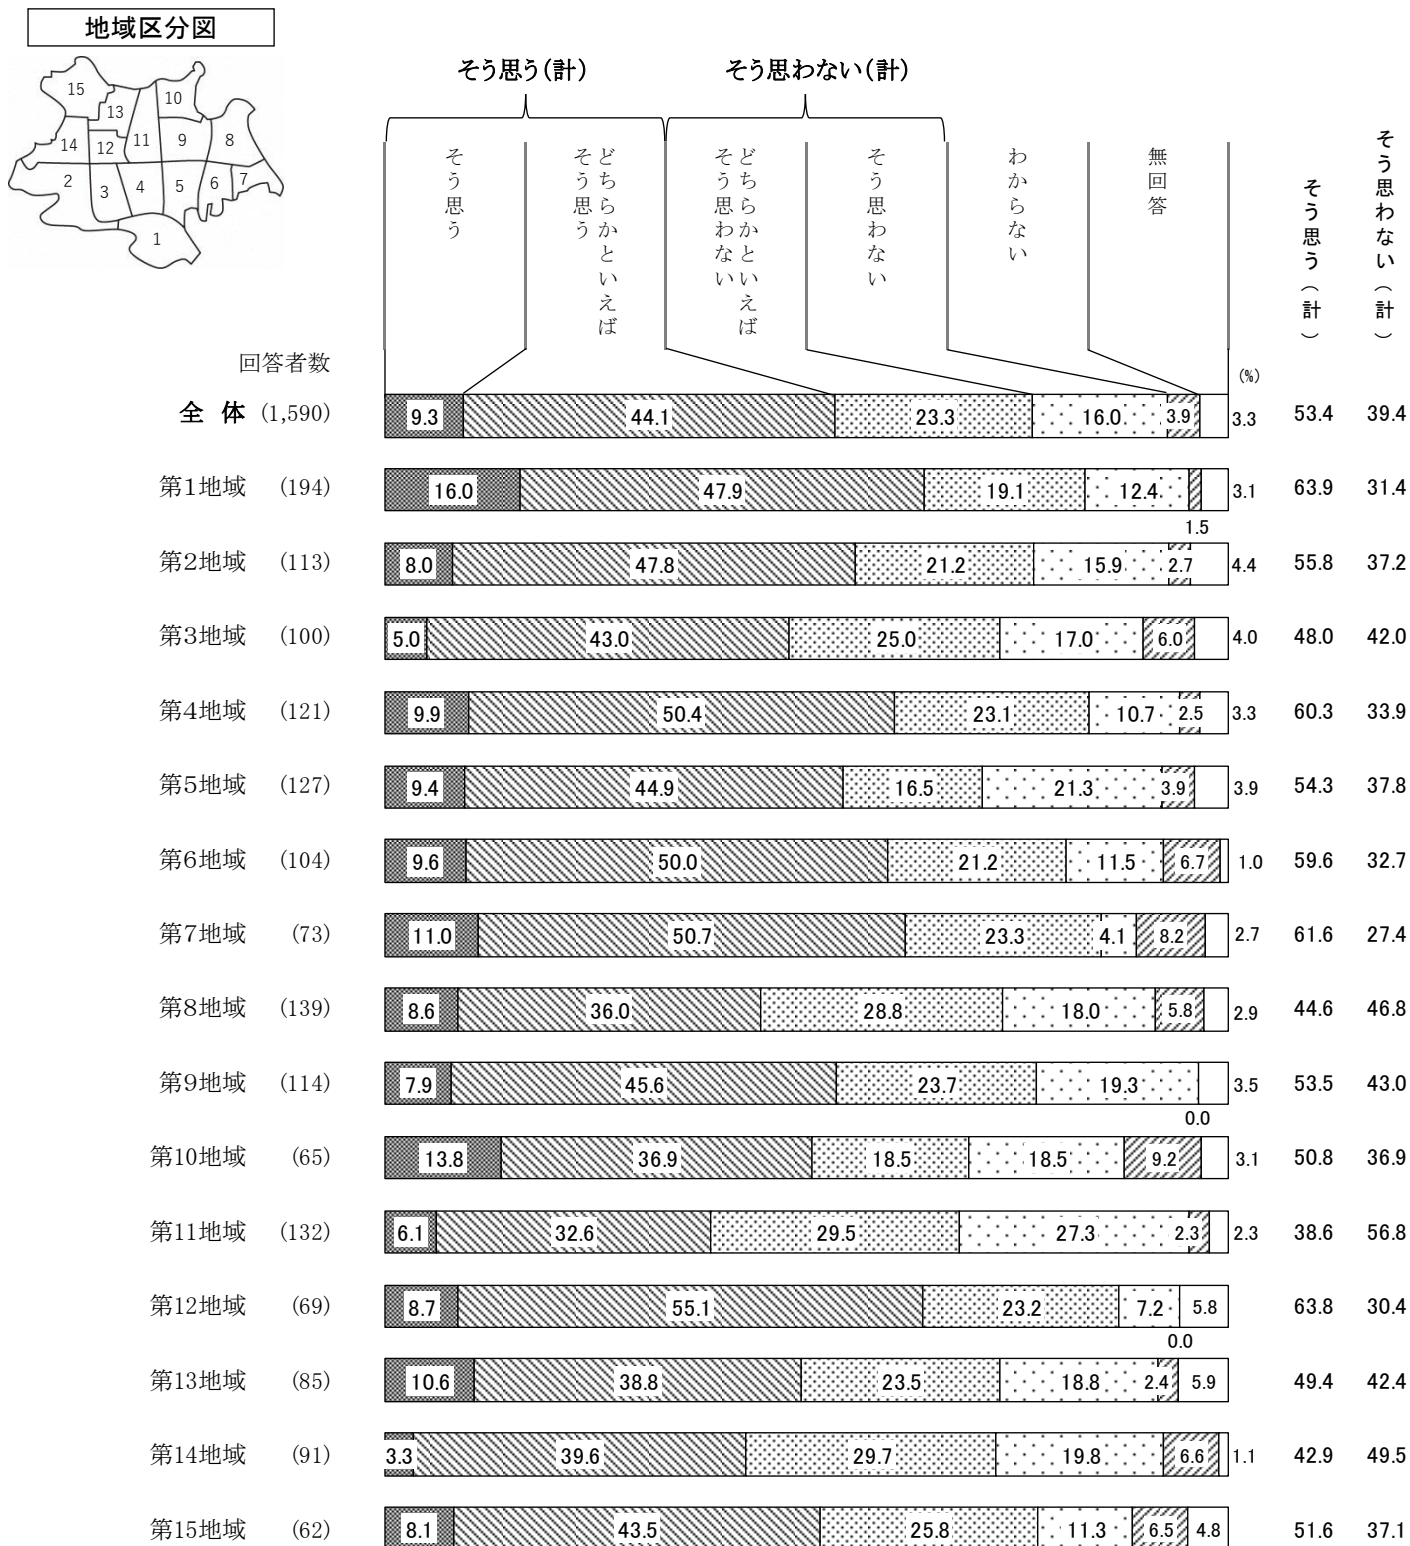 地域区分図
15
10
13
14
12
11
9
8
2
3
4
5
6
7
1
そう思う(計)
そう思わない(計)
そう思う
どちらかといえば
そう思う
どちらかといえば
そう思わない
そう思わない
わからない
無回答
そう思う(計)
そう思わない(計)
回答者数
(%)
全 体 (1,590) 9.3 44.1 23.3 16.0 3.9 3.3 53.4 39.4
第1地域 (194) 16.0 47.9 19.1 12.4 1.5 3.1 63.9 31.4
第2地域 (113) 8.0 47.8 21.2 15.9 2.7 4.4 55.8 37.2
第3地域 (100) 5.0 43.0 25.0 17.0 6.0 4.0 48.0 42.0
第4地域 (121) 9.9 50.4 23.1 10.7 2.5 3.3 60.3 33.9
第5地域 (127) 9.4 44.9 16.5 21.3 3.9 3.9 54.3 37.8
第6地域 (104) 9.6 50.0 21.2 11.5 6.7 1.0 59.6 32.7
第7地域 (73) 11.0 50.7 23.3 4.1 8.2 2.7 61.6 27.4
第8地域 (139) 8.6 36.0 28.8 18.0 5.8 2.9 44.6 46.8
第9地域 (114) 7.9 45.6 23.7 19.3 0.0 3.5 53.5 43.0
第10地域 (65) 13.8 36.9 18.5 18.5 9.2 3.1 50.8 36.9
第11地域 (132) 6.1 32.6 29.5 27.3 2.3 2.3 38.6 56.8
第12地域 (69) 8.7 55.1 23.2 7.2 0.0 5.8 63.8 30.4
第13地域 (85) 10.6 38.8 23.5 18.8 2.4 5.9 49.4 42.4
第14地域 (91) 3.3 39.6 29.7 19.8 6.6 1.1 42.9 49.5
第15地域 (62) 8.1 43.5 25.8 11.3 6.5 4.8 51.6 37.1